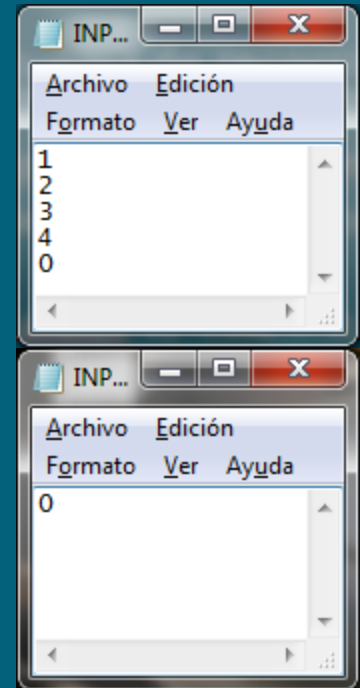 INP...
Archivo Edición
Formato Ver Ayuda
1
2
3
4
0
INP...
Archivo Edición
Formato Ver Ayuda
0